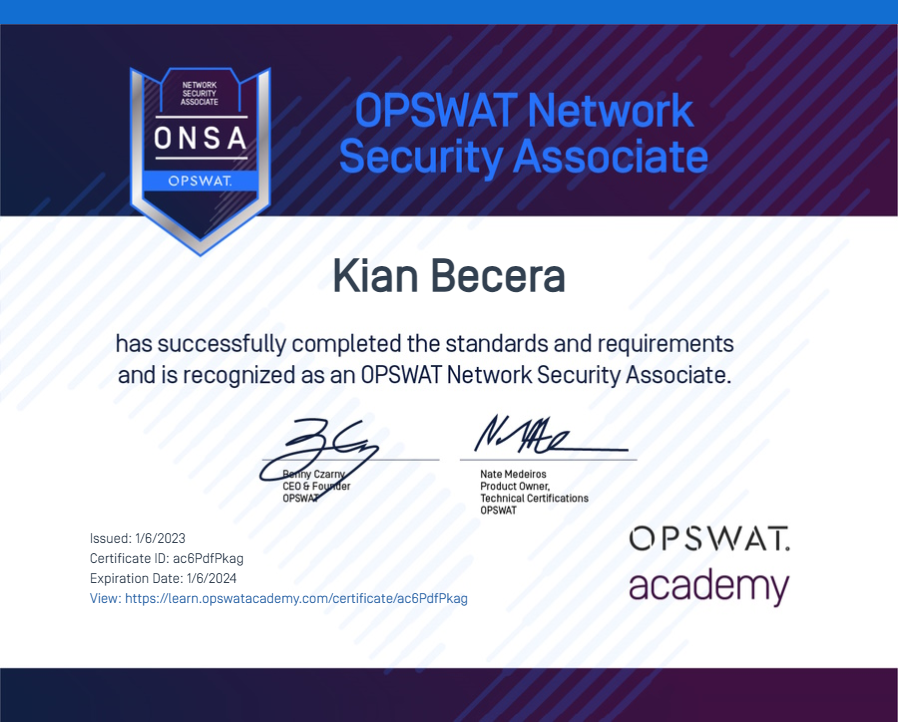 NETWORK
SECURITY
ASSOCIATE
ONSA
OPSWAT.
OPSWAT Network
Security Associate
Kian Becera
has successfully completed the standards and requirements
and is recognized as an OPSWAT Network Security Associate.
Benny Czarny
CEO & Founder
OPSWAT
Nate Medeiros
Product Owner,
Technical Certifications
OPSWAT
Issued: 1/6/2023
Certificate ID: ac6PdfPkag
Expiration Date: 1/6/2024
View: https://learn.opswatacademy.com/certificate/ac6PdfPkag
OPSWAT.
academy